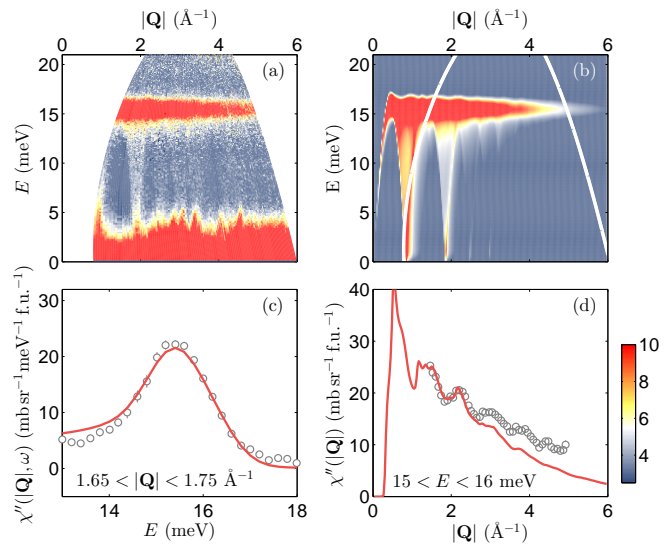 |Q| (Å⁻¹) |Q| (Å⁻¹)
0 2 4 6 0 2 4 6
(a) (b)
20 20
15 15
10 10
5 5
0 0
E (meV) E (meV)
(c) (d)
30 40
20 30
10 20
0 10
0
χ′′(|Q|, ω) (mb sr⁻¹ meV⁻¹ f.u.⁻¹) χ′′(|Q|) (mb sr⁻¹ f.u.⁻¹)
1.65 < |Q| < 1.75 Å⁻¹ 15 < E < 16 meV
14 16 18 0 2 4 6
E (meV) |Q| (Å⁻¹)
10
8
6
4